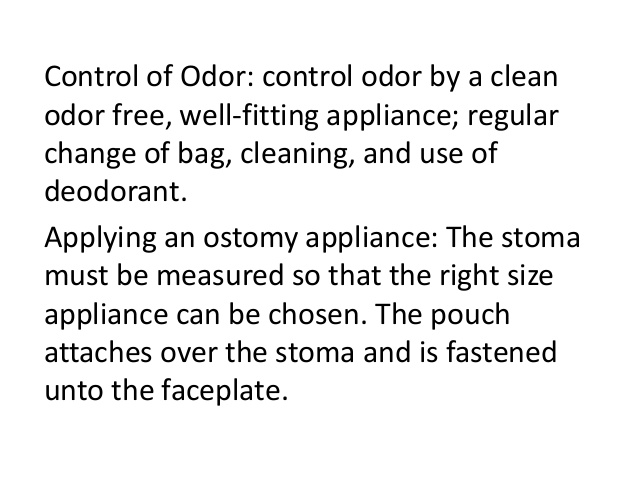 Control of Odor: control odor by a clean
odor free, well-fitting appliance; regular
change of bag, cleaning, and use of
deodorant.
Applying an ostomy appliance: The stoma
must be measured so that the right size
appliance can be chosen. The pouch
attaches over the stoma and is fastened
unto the faceplate.